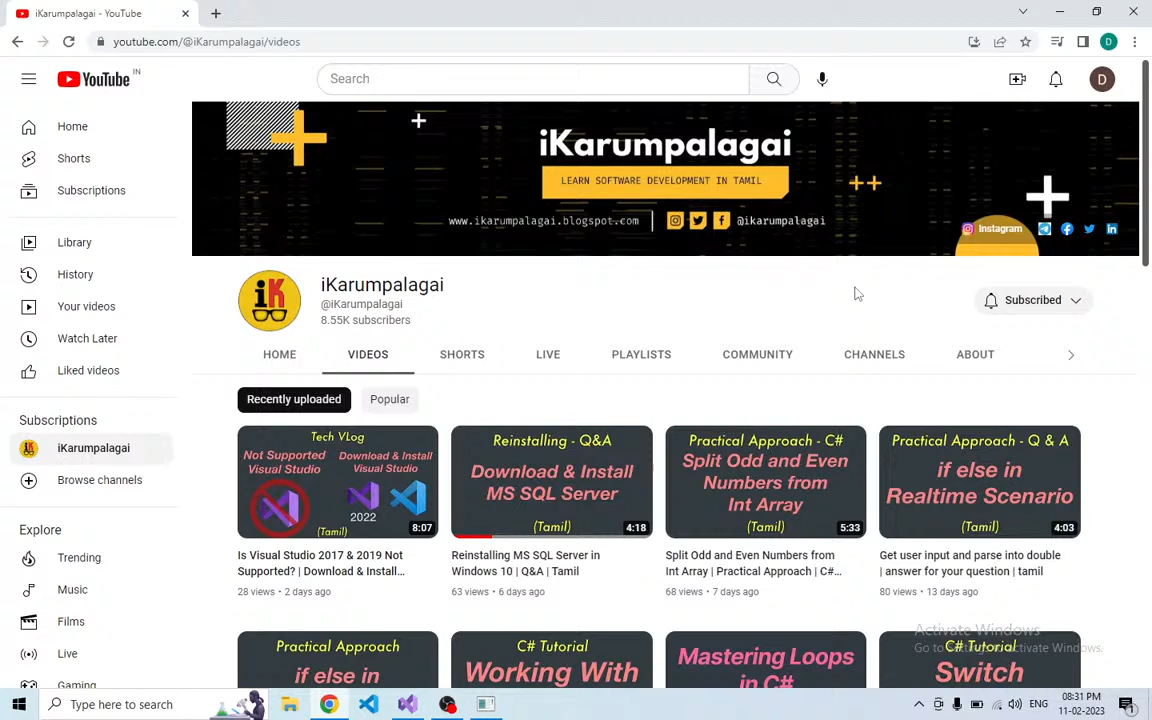 iKarumpalagai - YouTube
youtube.com/@iKarumpalagai/videos
D
YouTube IN
Search
D
Home
Shorts
Subscriptions
Library
History
Your videos
Watch Later
Liked videos
Subscriptions
iKarumpalagai
Browse channels
Explore
Trending
Music
Films
Live
Gaming
iKarumpalagai
LEARN SOFTWARE DEVELOPMENT IN TAMIL
www.ikarumpalagai.blogspot.com
@ikarumpalagai
Instagram
iK
iKarumpalagai
@iKarumpalagai
8.55K subscribers
Subscribed
HOME
VIDEOS
SHORTS
LIVE
PLAYLISTS
COMMUNITY
CHANNELS
ABOUT
Recently uploaded
Popular
Tech VLog
Not Supported
Visual Studio
Download & Install
Visual Studio
2022
(Tamil)
8:07
Is Visual Studio 2017 & 2019 Not
Supported? | Download & Install...
28 views • 2 days ago
Reinstalling - Q&A
Download & Install
MS SQL Server
(Tamil)
4:18
Reinstalling MS SQL Server in
Windows 10 | Q&A | Tamil
63 views • 6 days ago
Practical Approach - C#
Split Odd and Even
Numbers from
Int Array
(Tamil)
5:33
Split Odd and Even Numbers from
Int Array | Practical Approach | C#...
68 views • 7 days ago
Practical Approach - Q & A
if else in
Realtime Scenario
(Tamil)
4:03
Get user input and parse into double
| answer for your question | tamil
80 views • 13 days ago
Practical Approach
if else in
C# Tutorial
Working With
Mastering Loops
in C#
C# Tutorial
Switch
Activate Windows
Go to Settings to activate Windows.
Type here to search
ENG
08:31 PM
11-02-2023
1